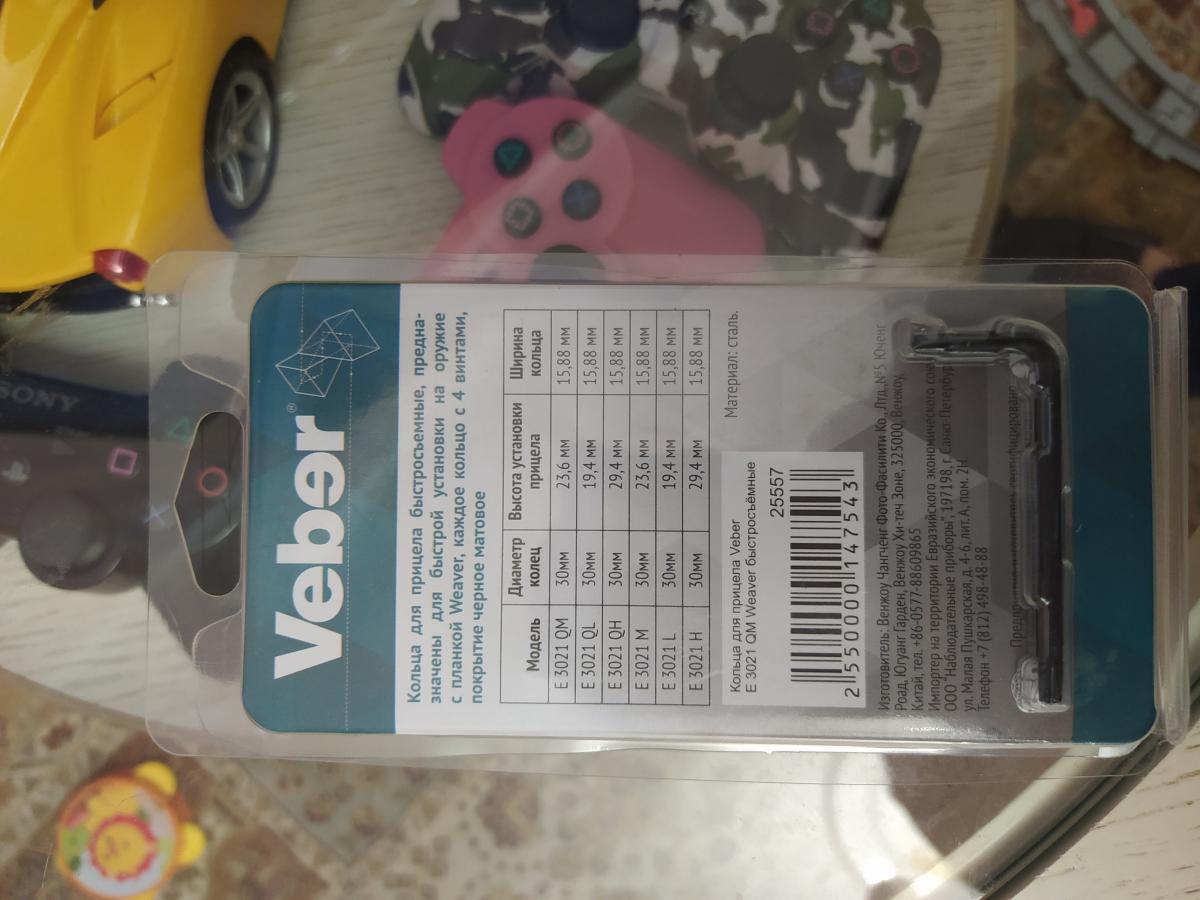 SONY
Veber®
Кольца для прицела быстросъемные, предна-
значены для быстрой установки на оружие
с планкой Weaver, каждое кольцо с 4 винтами,
покрытие черное матовое
Модель Диаметр колец Высота установки прицела Ширина кольца
E 3021 QM 30мм 23,6 мм 15,88 мм
E 3021 QL 30мм 19,4 мм 15,88 мм
E 3021 QH 30мм 29,4 мм 15,88 мм
E 3021 M 30мм 23,6 мм 15,88 мм
E 3021 L 30мм 19,4 мм 15,88 мм
E 3021 H 30мм 29,4 мм 15,88 мм
Материал: сталь.
Кольца для прицела Veber
E 3021 QM Weaver быстросъёмные
25557
2 550000 147543
Изготовитель: Венжоу Чангченг Фото-Фасилити Ко., Лтд, №5 Юченг
Роад, Югуанг Гарден, Венжоу Хи-теч Зоне, 325000, Венжоу,
Китай, тел. +86-0577-88609865
Импортер на территории Евразийского экономического
ООО "Наблюдательные приборы", 197198, г. Санкт-Петербург
ул. Малая Пушкарская, д. 4-6, лит. А, пом. 2Н.
Телефон +7 (812) 498-48-88